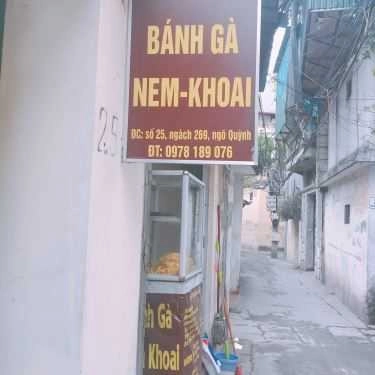 BÁNH GÀ
NEM-KHOAI
ĐC: số 25, ngách 269, ngõ Quỳnh
ĐT: 0978 189 076
25
nh Gà
Khoai